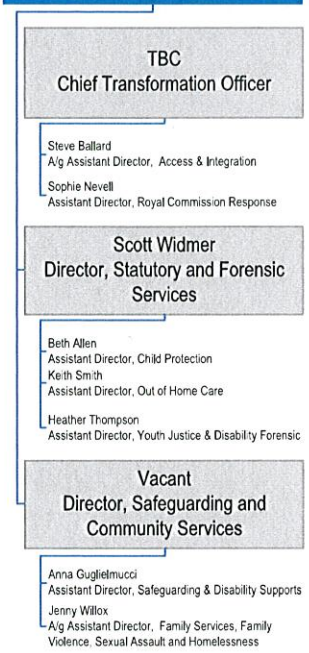 TBC
Chief Transformation Officer
Steve Ballard
A/g Assistant Director, Access & Integration
Sophie Nevell
Assistant Director, Royal Commission Response
Scott Widmer
Director, Statutory and Forensic
Services
Beth Allen
Assistant Director, Child Protection
Keith Smith
Assistant Director, Out of Home Care
Heather Thompson
Assistant Director, Youth Justice & Disability Forensic
Vacant
Director, Safeguarding and
Community Services
Anna Guglielmucci
Assistant Director, Safeguarding & Disability Supports
Jenny Willox
A/g Assistant Director, Family Services, Family
Violence, Sexual Assault and Homelessness